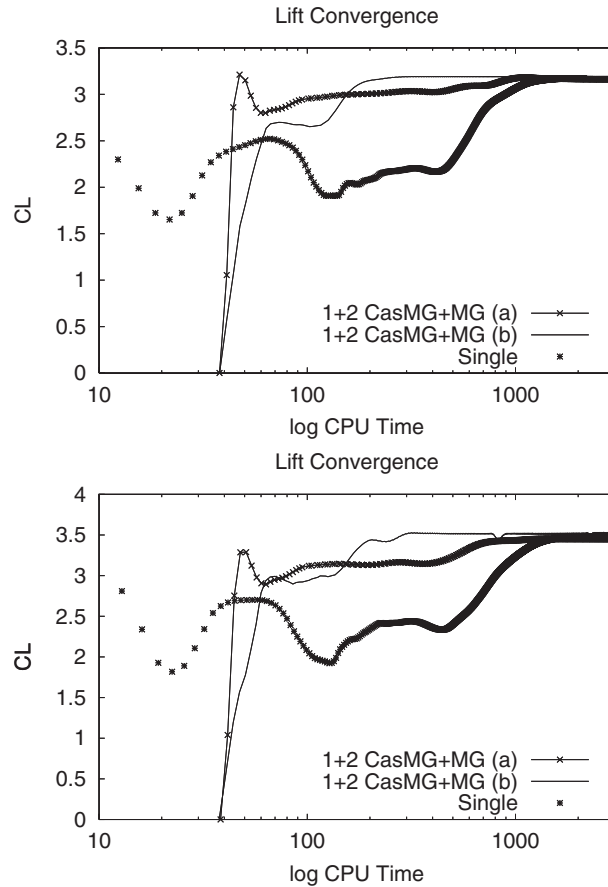 Lift Convergence
3.5
3
2.5
2
1.5
1
0.5
0
CL
1+2 CasMG+MG (a)
1+2 CasMG+MG (b)
Single
10
100
1000
log CPU Time
Lift Convergence
4
3.5
3
2.5
2
1.5
1
0.5
0
CL
1+2 CasMG+MG (a)
1+2 CasMG+MG (b)
Single
10
100
1000
log CPU Time